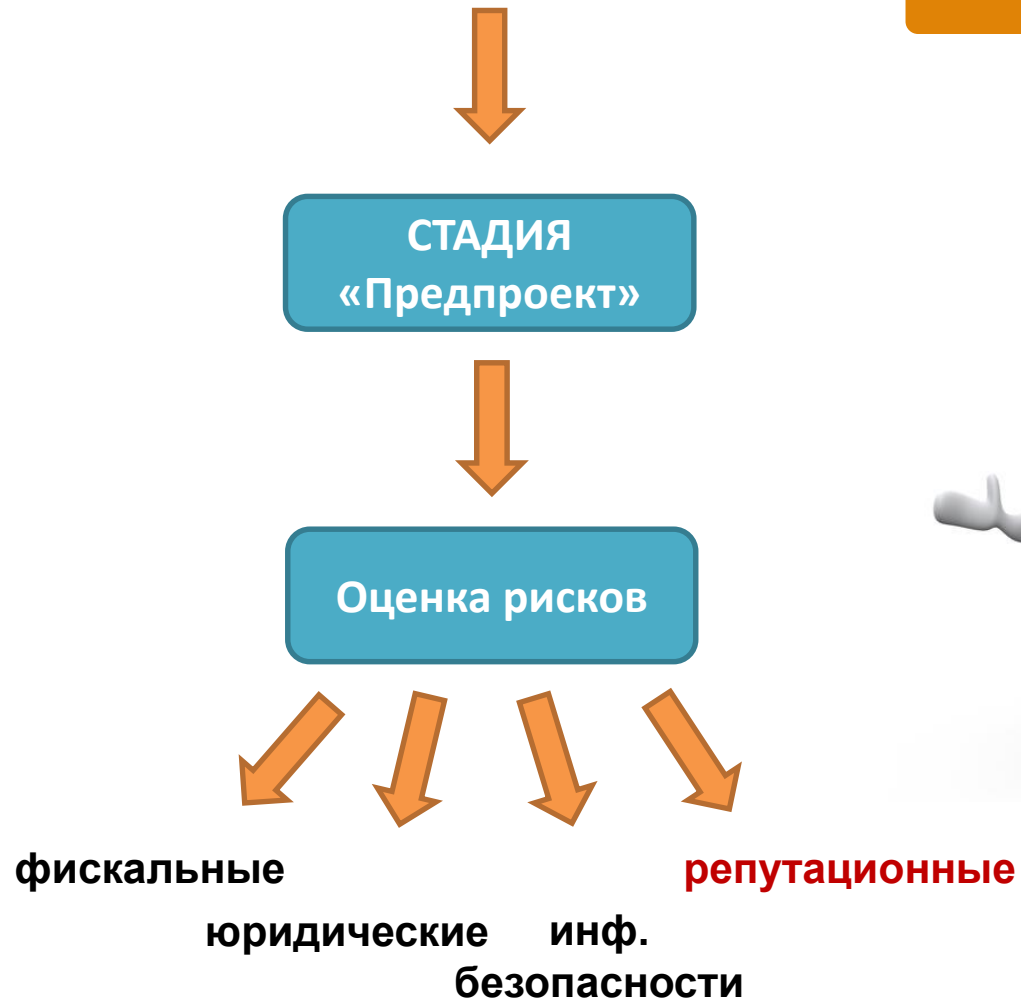 СТАДИЯ
«Предпроект»
Оценка рисков
фискальные
репутационные
юридические
инф.
безопасности